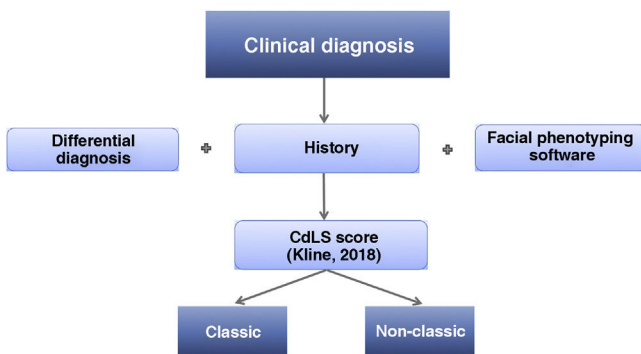 Clinical diagnosis
Differential
diagnosis
+
History
+
Facial phenotyping
software
CdLS score
(Kline, 2018)
Classic
Non-classic